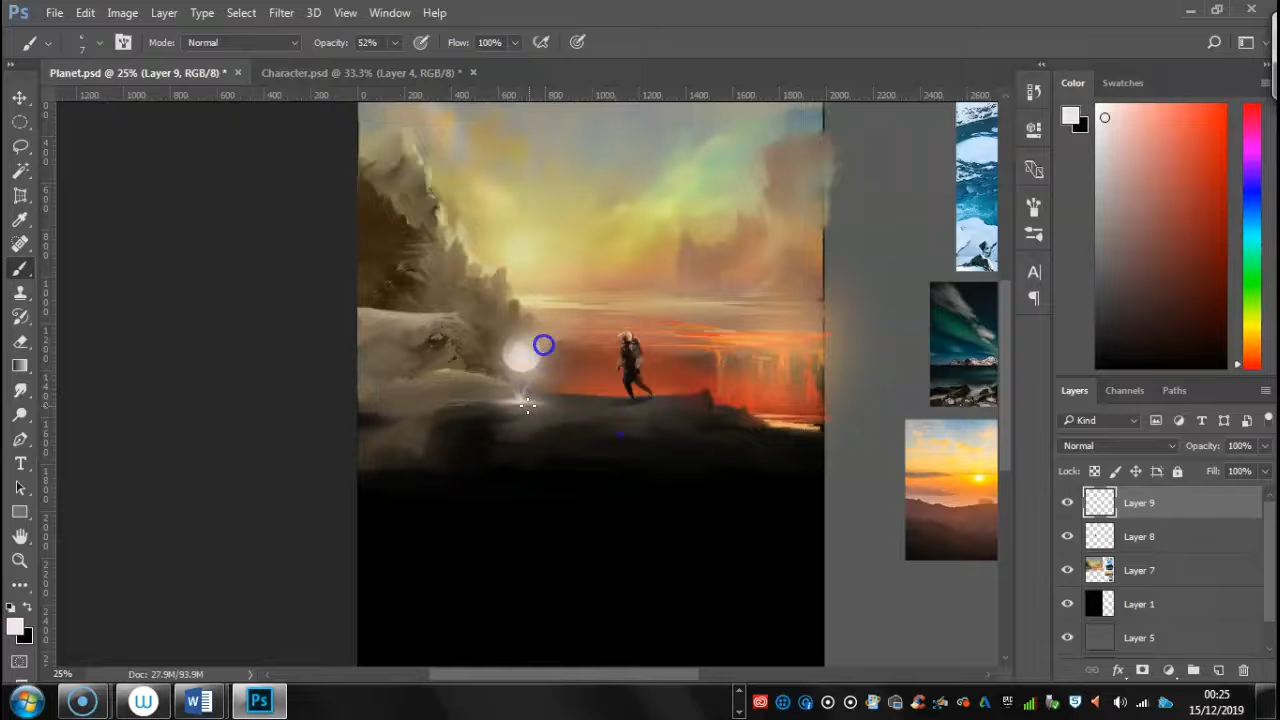 Ps File Edit Image Layer Type Select Filter 3D View Window Help
7 Mode: Normal Opacity: 52% Flow: 100%
Planet.psd @ 25% (Layer 9, RGB/8) * × Character.psd @ 33.3% (Layer 4, RGB/8) * ×
1200 1000 800 600 400 200 0 200 400 600 800 1000 1200 1400 1600 1800 2000 2200 2400 2600
Color Swatches
Layers Channels Paths
Kind
Normal Opacity: 100%
Lock: Fill: 100%
Layer 9
Layer 8
Layer 7
Layer 1
Layer 5
25% Doc: 27.9M/93.9M
W Ps
00:25
15/12/2019